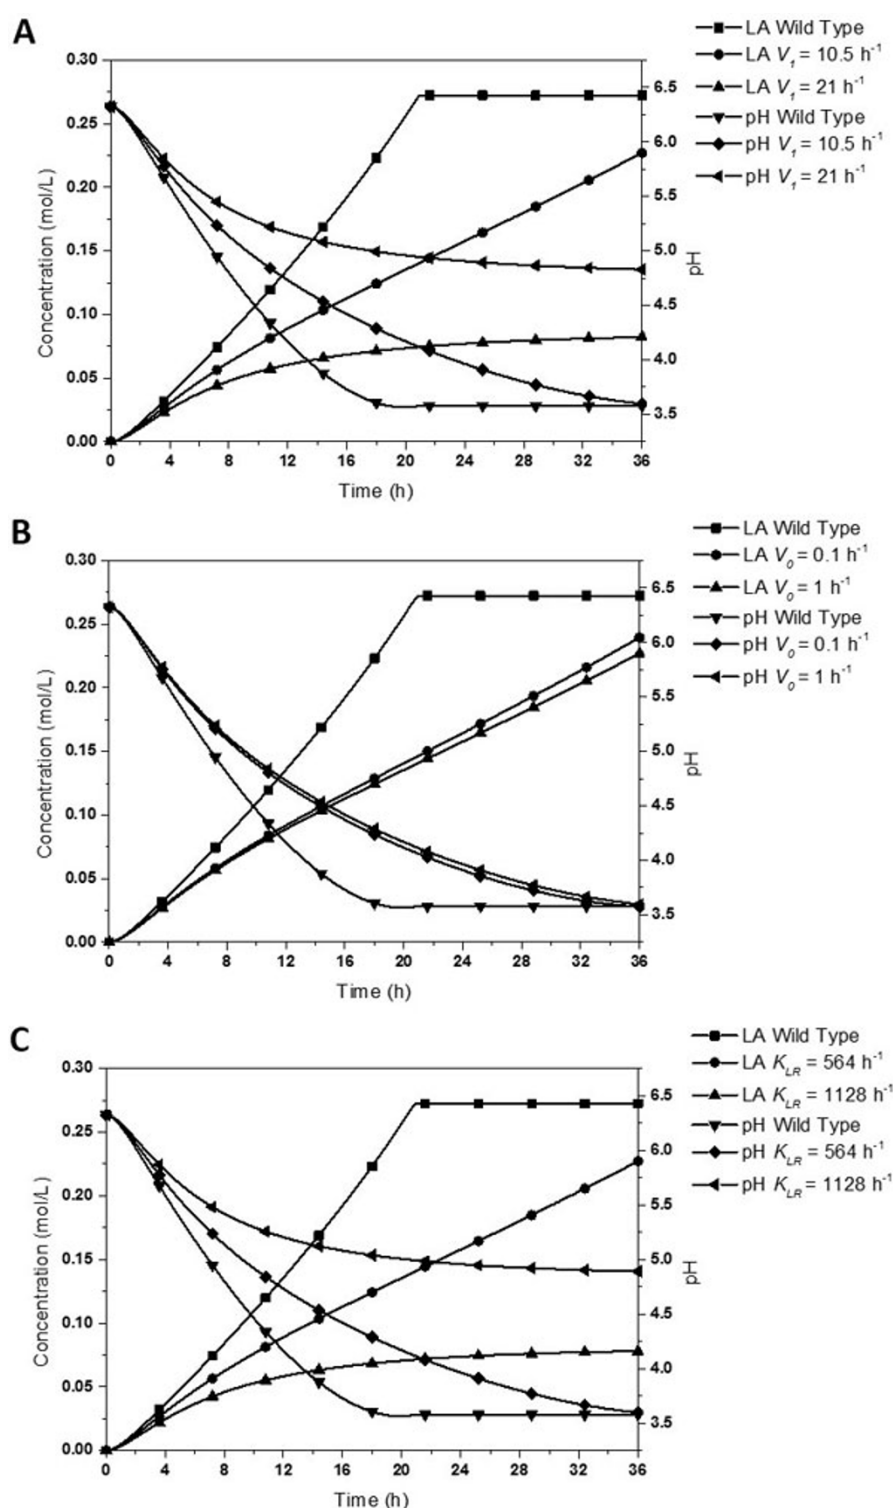 A
LA Wild Type
LA V₁ = 10.5 h⁻¹
LA V₁ = 21 h⁻¹
pH Wild Type
pH V₁ = 10.5 h⁻¹
pH V₁ = 21 h⁻¹
0.30
0.25
0.20
0.15
0.10
0.05
0.00
Concentration (mol/L)
6.5
6.0
5.5
5.0
4.5
4.0
3.5
pH
0 4 8 12 16 20 24 28 32 36
Time (h)
B
LA Wild Type
LA V₀ = 0.1 h⁻¹
LA V₀ = 1 h⁻¹
pH Wild Type
pH V₀ = 0.1 h⁻¹
pH V₀ = 1 h⁻¹
0.30
0.25
0.20
0.15
0.10
0.05
0.00
Concentration (mol/L)
6.5
6.0
5.5
5.0
4.5
4.0
3.5
pH
0 4 8 12 16 20 24 28 32 36
Time (h)
C
LA Wild Type
LA K_LR = 564 h⁻¹
LA K_LR = 1128 h⁻¹
pH Wild Type
pH K_LR = 564 h⁻¹
pH K_LR = 1128 h⁻¹
0.30
0.25
0.20
0.15
0.10
0.05
0.00
Concentration (mol/L)
6.5
6.0
5.5
5.0
4.5
4.0
3.5
pH
0 4 8 12 16 20 24 28 32 36
Time (h)